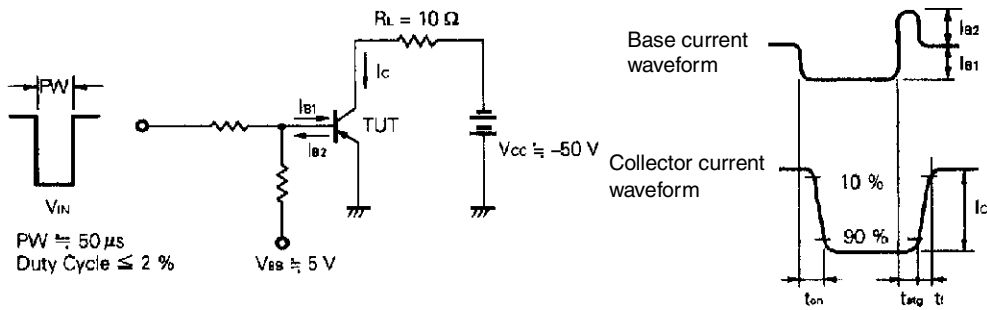 PW
VIN
PW ≒ 50 μs
Duty Cycle ≦ 2 %
RL = 10 Ω
IC
IB1
IB2
TUT
VCC ≒ –50 V
VBB ≒ 5 V
Base current
waveform
IB2
IB1
Collector current
waveform
10 %
90 %
IC
ton
tstg
tf